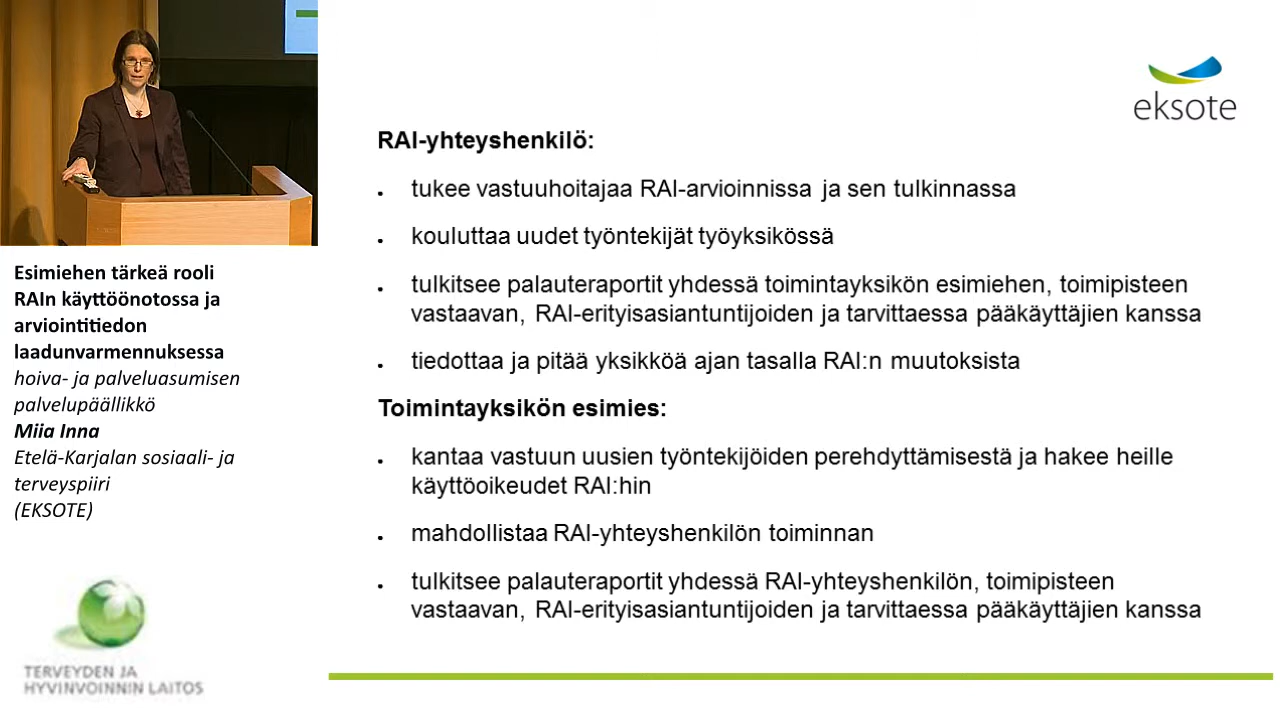 Esimiehen tärkeä rooli
RAIn käyttöönotossa ja
arviointitiedon
laadunvarmennuksessa
hoiva- ja palveluasumisen
palvelupäällikkö
Miia Inna
Etelä-Karjalan sosiaali- ja
terveyspiiri
(EKSOTE)
TERVEYDEN JA
HYVINVOINNIN LAITOS
eksote
RAI-yhteyshenkilö:
• tukee vastuuhoitajaa RAI-arvioinnissa ja sen tulkinnassa
• kouluttaa uudet työntekijät työyksikössä
• tulkitsee palauteraportit yhdessä toimintayksikön esimiehen, toimipisteen
vastaavan, RAI-erityisasiantuntijoiden ja tarvittaessa pääkäyttäjien kanssa
• tiedottaa ja pitää yksikköä ajan tasalla RAI:n muutoksista
Toimintayksikön esimies:
• kantaa vastuun uusien työntekijöiden perehdyttämisestä ja hakee heille
käyttöoikeudet RAI:hin
• mahdollistaa RAI-yhteyshenkilön toiminnan
• tulkitsee palauteraportit yhdessä RAI-yhteyshenkilön, toimipisteen
vastaavan, RAI-erityisasiantuntijoiden ja tarvittaessa pääkäyttäjien kanssa